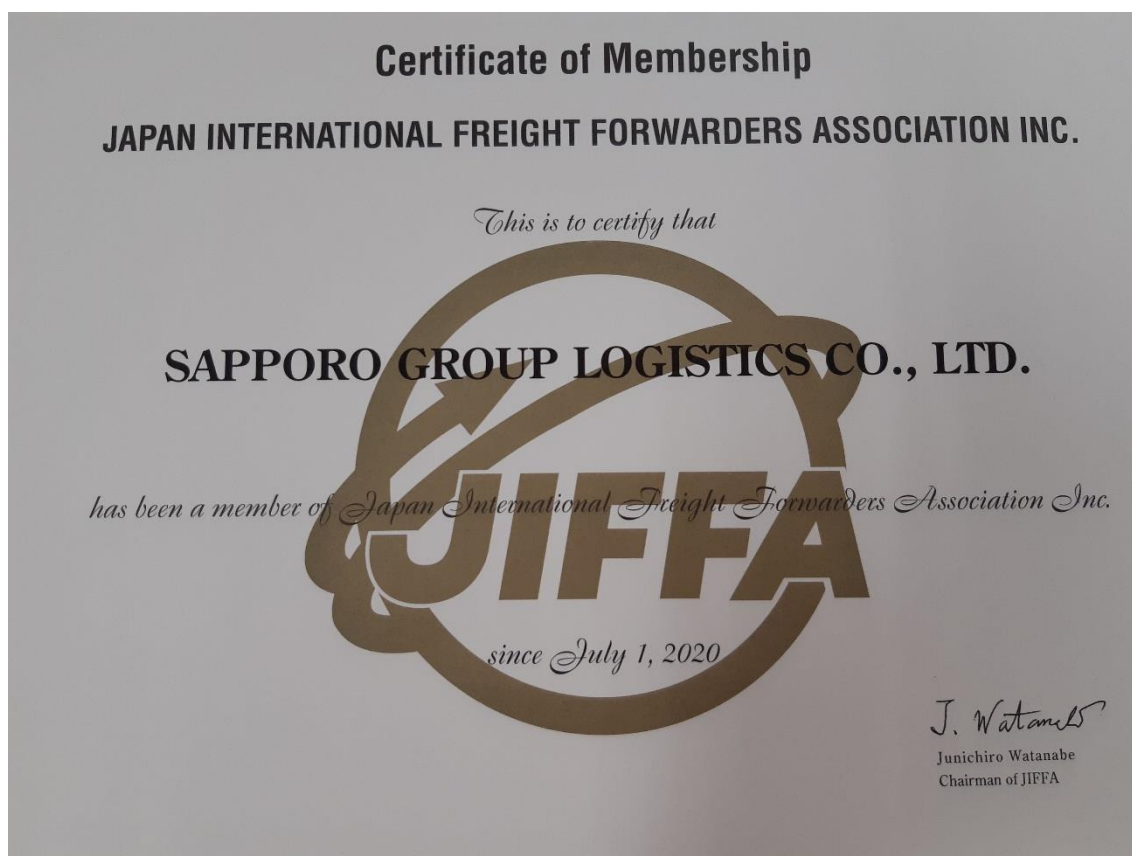 Certificate of Membership
JAPAN INTERNATIONAL FREIGHT FORWARDERS ASSOCIATION INC.
This is to certify that
SAPPORO GROUP LOGISTICS CO., LTD.
has been a member of Japan International Freight Forwarders Association Inc.
JIFFA
since July 1, 2020
J. Watanabe
Junichiro Watanabe
Chairman of JIFFA